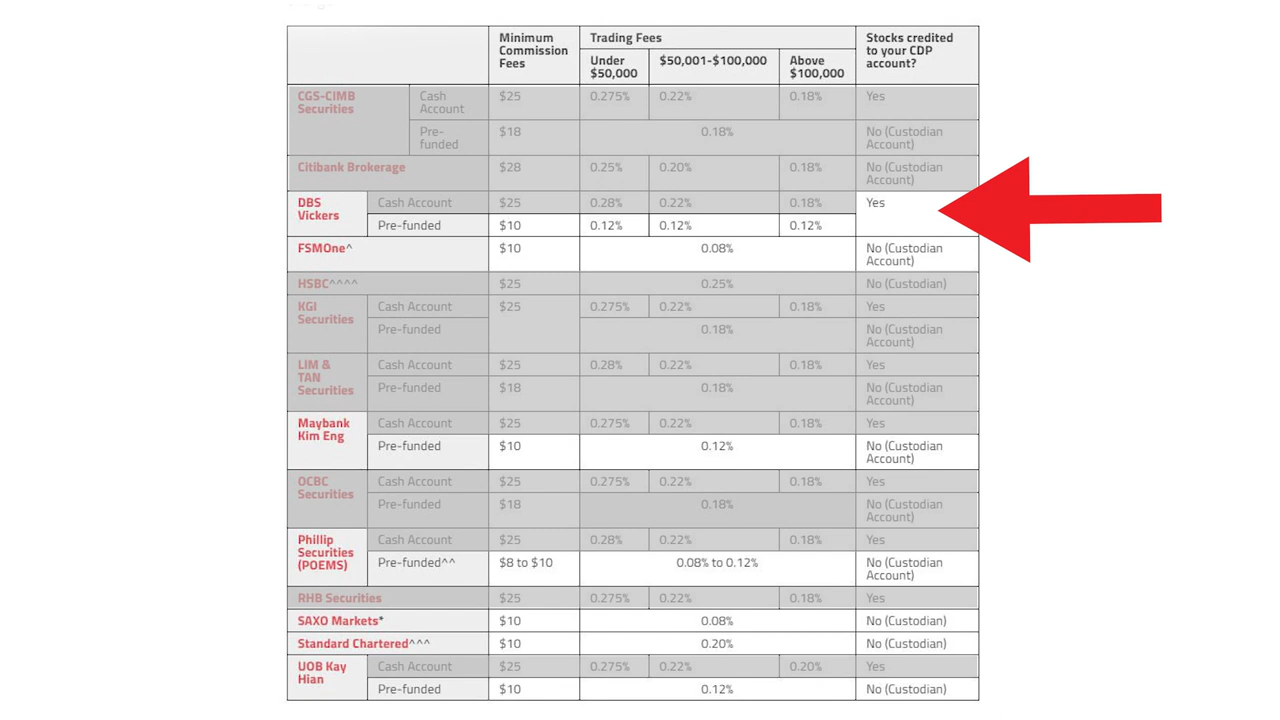 Minimum Commission Fees
Trading Fees
Stocks credited to your CDP account?
Under $50,000
$50,001-$100,000
Above $100,000
CGS-CIMB Securities
Cash Account
$25
0.275%
0.22%
0.18%
Yes
Pre-funded
$18
0.18%
No (Custodian Account)
Citibank Brokerage
$28
0.25%
0.20%
0.18%
No (Custodian Account)
DBS Vickers
Cash Account
$25
0.28%
0.22%
0.18%
Yes
Pre-funded
$10
0.12%
0.12%
0.12%
FSMOne^
$10
0.08%
No (Custodian Account)
HSBC^^^^
$25
0.25%
No (Custodian)
KGI Securities
Cash Account
$25
0.275%
0.22%
0.18%
Yes
Pre-funded
0.18%
No (Custodian Account)
LIM & TAN Securities
Cash Account
$25
0.28%
0.22%
0.18%
Yes
Pre-funded
$18
0.18%
No (Custodian Account)
Maybank Kim Eng
Cash Account
$25
0.275%
0.22%
0.18%
Yes
Pre-funded
$10
0.12%
No (Custodian Account)
OCBC Securities
Cash Account
$25
0.275%
0.22%
0.18%
Yes
Pre-funded
$18
0.18%
No (Custodian Account)
Phillip Securities (POEMS)
Cash Account
$25
0.28%
0.22%
0.18%
Yes
Pre-funded^^
$8 to $10
0.08% to 0.12%
No (Custodian Account)
RHB Securities
$25
0.275%
0.22%
0.18%
Yes
SAXO Markets*
$10
0.08%
No (Custodian)
Standard Chartered^^^
$10
0.20%
No (Custodian)
UOB Kay Hian
Cash Account
$25
0.275%
0.22%
0.20%
Yes
Pre-funded
$10
0.12%
No (Custodian)